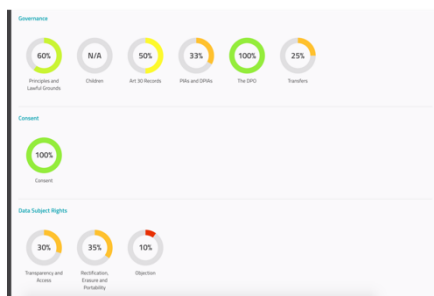 Governance
60%
N/A
50%
33%
100%
25%
Principles and
Lawful Grounds
Children
Art 30 Records
PIAs and DPIAs
The DPO
Transfers
Consent
100%
Consent
Data Subject Rights
30%
35%
10%
Transparency and
Access
Rectification,
Erasure and
Portability
Objection